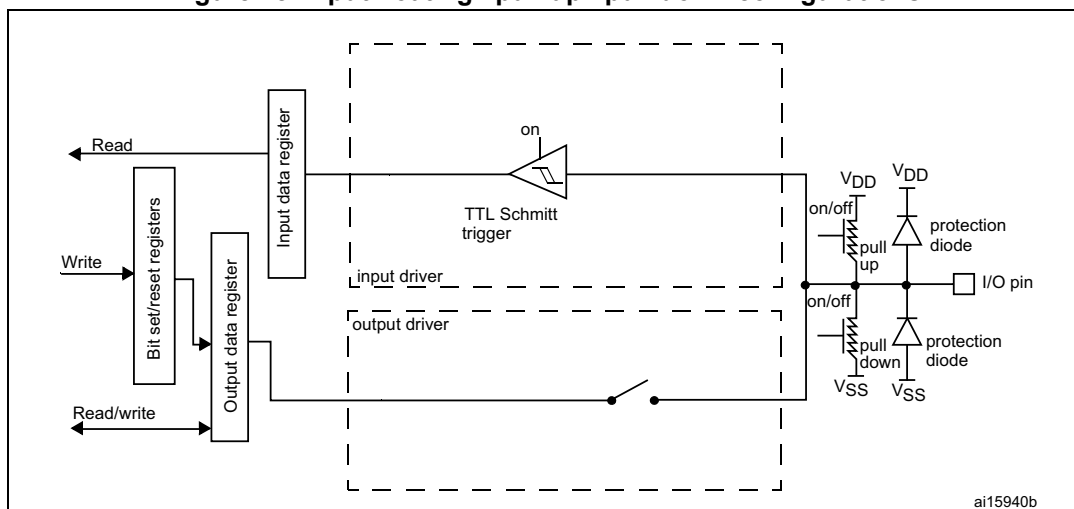 on
Read
Input data register
TTL Schmitt
trigger
input driver
Write
Bit set/reset registers
Output data register
Read/write
output driver
VDD
VDD
on/off
pull
up
protection
diode
I/O pin
on/off
pull
down
protection
diode
VSS
VSS
ai15940b